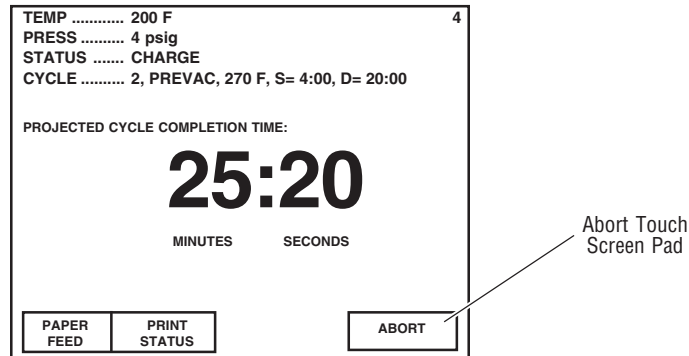 TEMP ............ 200 F
4
PRESS .......... 4 psig
STATUS ....... CHARGE
CYCLE .......... 2, PREVAC, 270 F, S= 4:00, D= 20:00
PROJECTED CYCLE COMPLETION TIME:
25:20
MINUTES SECONDS
Abort Touch
Screen Pad
PAPER
FEED
PRINT
STATUS
ABORT